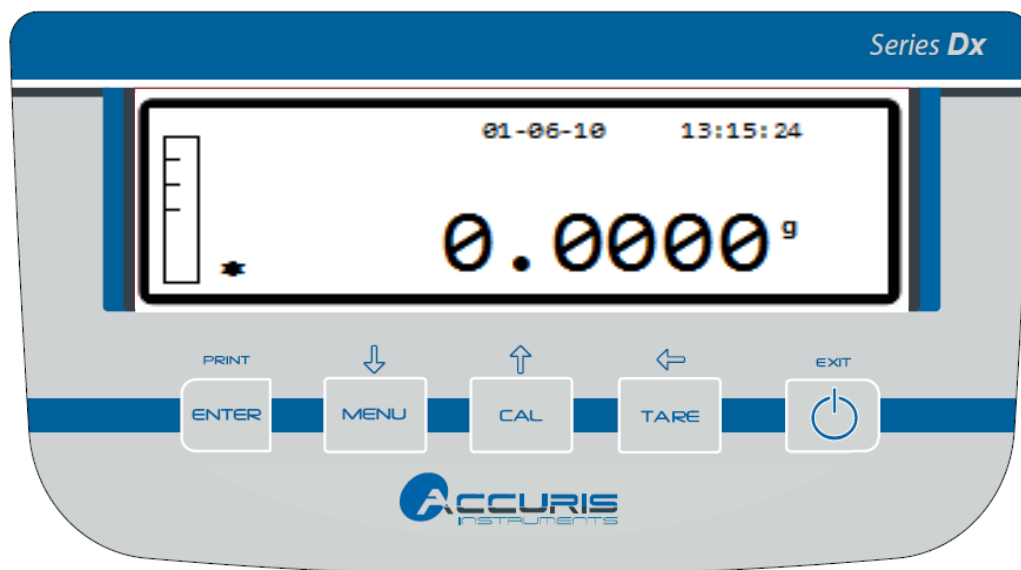 Series Dx
01-06-10 13:15:24
0.0000 g
PRINT EXIT
ENTER MENU CAL TARE
ACCURIS
INSTRUMENTS